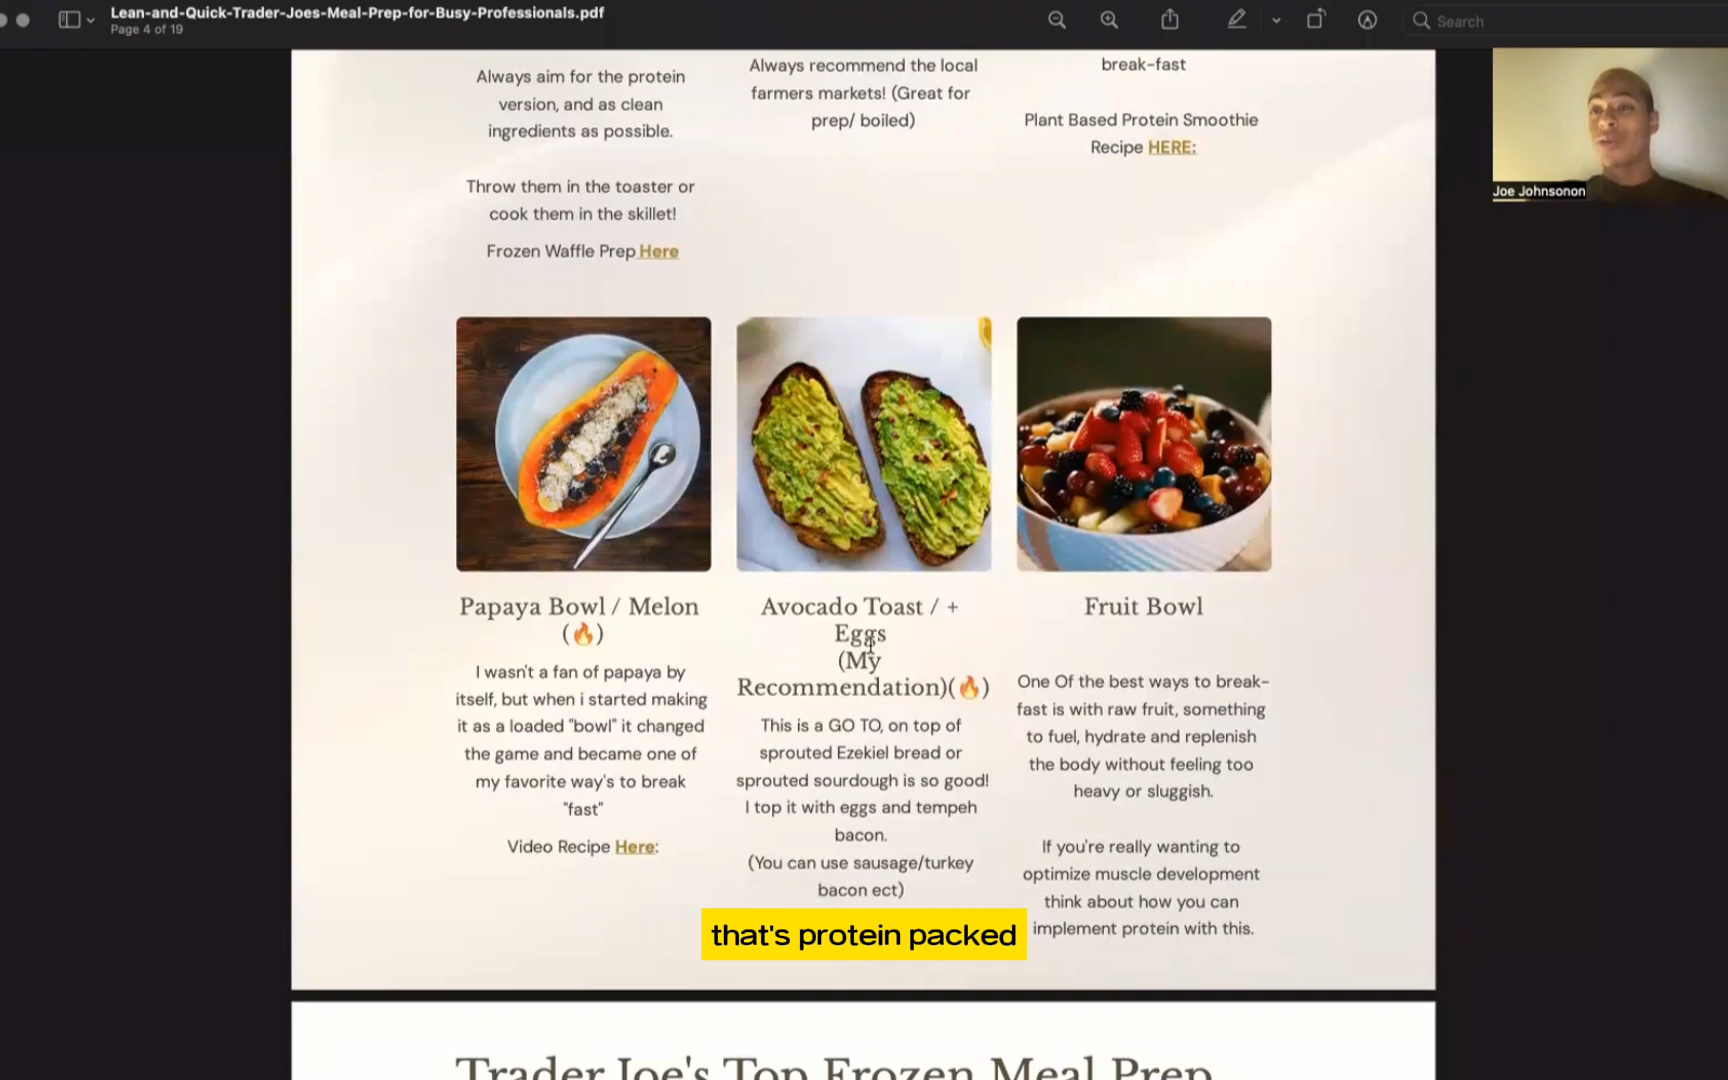 Lean-and-Quick-Trader-Joes-Meal-Prep-for-Busy-Professionals.pdf
Page 4 of 19
Search
Always aim for the protein
version, and as clean
ingredients as possible.
Throw them in the toaster or
cook them in the skillet!
Frozen Waffle Prep Here
Always recommend the local
farmers markets! (Great for
prep/ boiled)
break-fast
Plant Based Protein Smoothie
Recipe HERE:
Joe Johnsonon
Papaya Bowl / Melon
(🔥)
I wasn't a fan of papaya by
itself, but when i started making
it as a loaded "bowl" it changed
the game and became one of
my favorite way's to break
"fast"
Video Recipe Here:
Avocado Toast / +
Eggs
(My
Recommendation)(🔥)
This is a GO TO, on top of
sprouted Ezekiel bread or
sprouted sourdough is so good!
I top it with eggs and tempeh
bacon.
(You can use sausage/turkey
bacon ect)
Fruit Bowl
One Of the best ways to break-
fast is with raw fruit, something
to fuel, hydrate and replenish
the body without feeling too
heavy or sluggish.
If you're really wanting to
optimize muscle development
think about how you can
implement protein with this.
that's protein packed
Trader Joe's Top Frozen Meal Prep